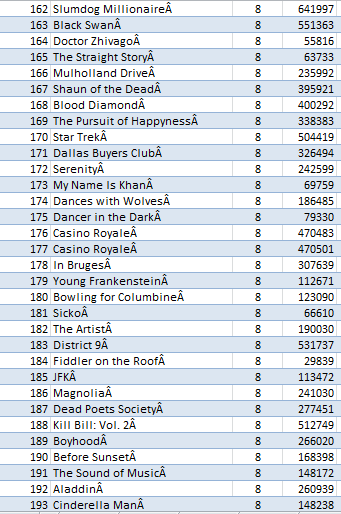 162 Slumdog MillionaireÂ 8 641997
163 Black SwanÂ 8 551363
164 Doctor ZhivagoÂ 8 55816
165 The Straight StoryÂ 8 63733
166 Mulholland DriveÂ 8 235992
167 Shaun of the DeadÂ 8 395921
168 Blood DiamondÂ 8 400292
169 The Pursuit of HappynessÂ 8 338383
170 Star TrekÂ 8 504419
171 Dallas Buyers ClubÂ 8 326494
172 SerenityÂ 8 242599
173 My Name Is KhanÂ 8 69759
174 Dances with WolvesÂ 8 186485
175 Dancer in the DarkÂ 8 79330
176 Casino RoyaleÂ 8 470483
177 Casino RoyaleÂ 8 470501
178 In BrugesÂ 8 307639
179 Young FrankensteinÂ 8 112671
180 Bowling for ColumbineÂ 8 123090
181 SickoÂ 8 66610
182 The ArtistÂ 8 190030
183 District 9Â 8 531737
184 Fiddler on the RoofÂ 8 29839
185 JFKÂ 8 113472
186 MagnoliaÂ 8 241030
187 Dead Poets SocietyÂ 8 277451
188 Kill Bill: Vol. 2Â 8 512749
189 BoyhoodÂ 8 266020
190 Before SunsetÂ 8 168398
191 The Sound of MusicÂ 8 148172
192 AladdinÂ 8 260939
193 Cinderella ManÂ 8 148238